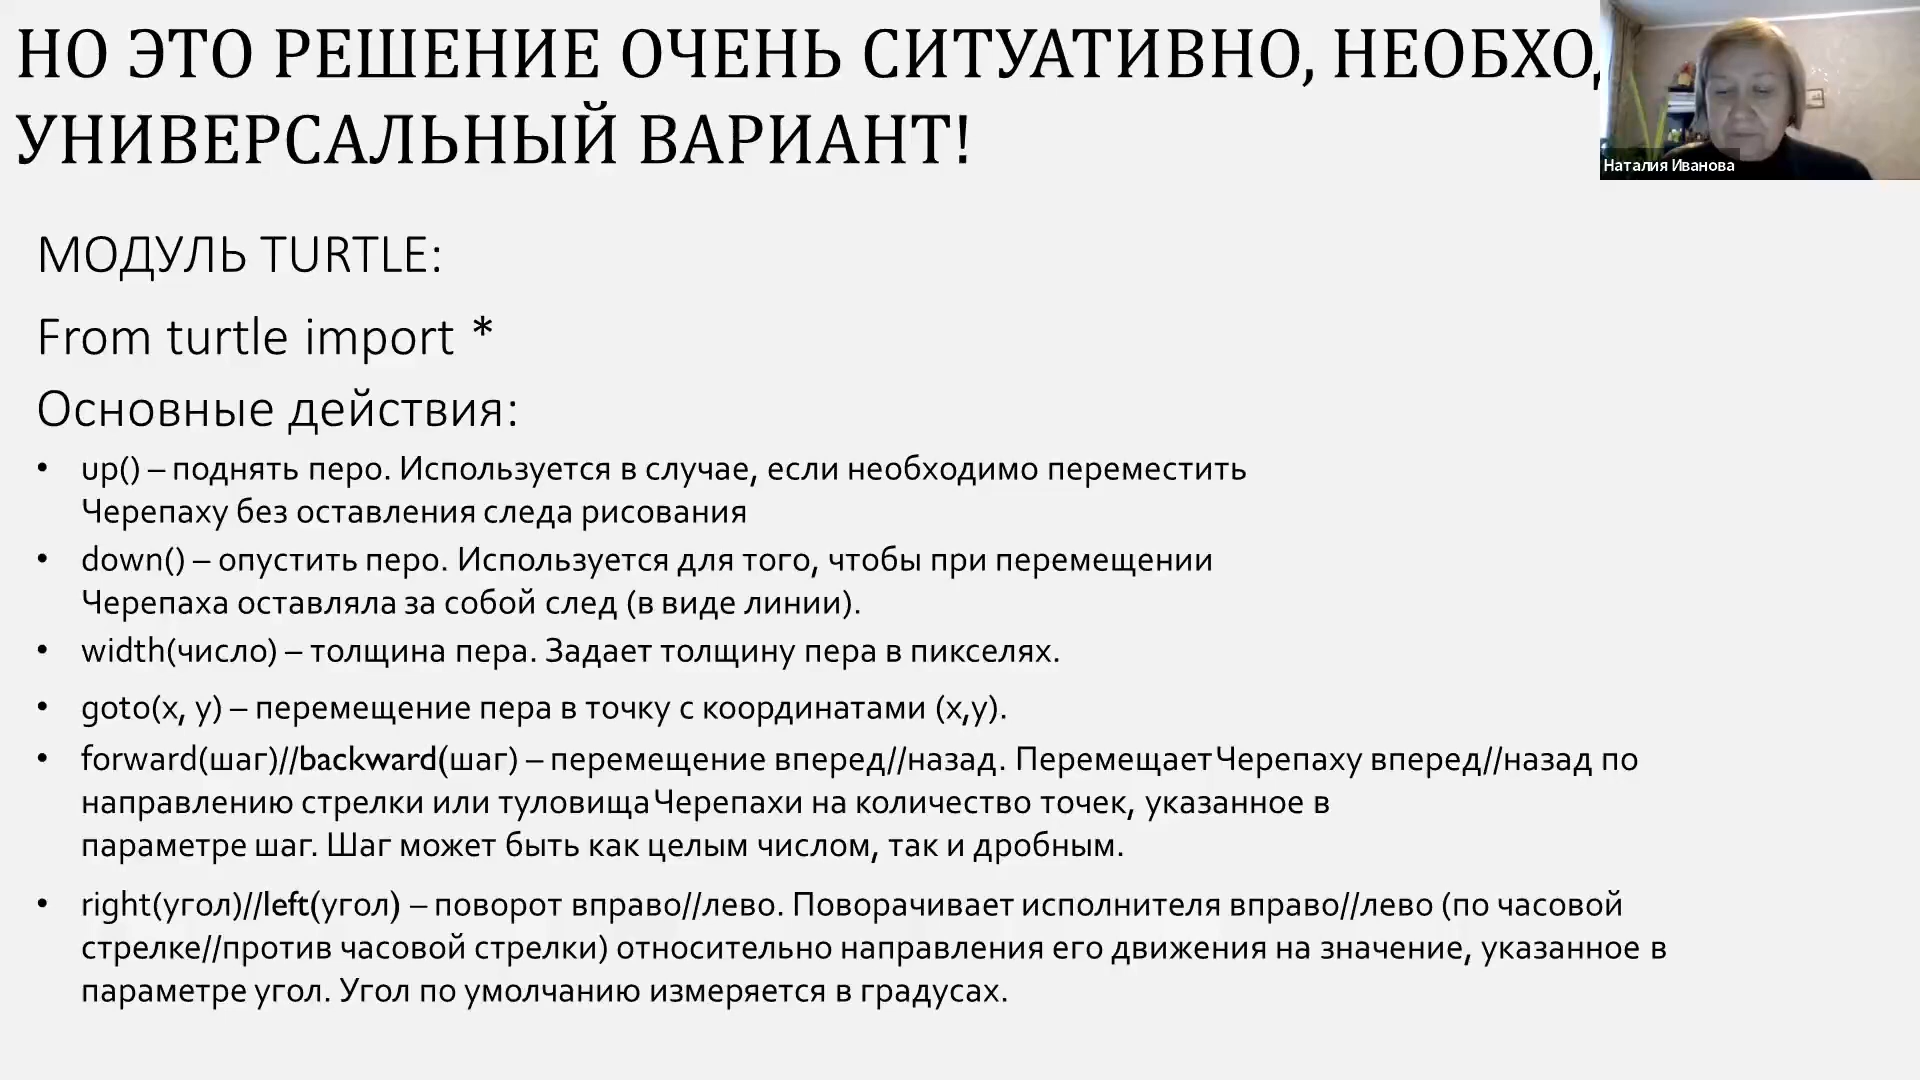 НО ЭТО РЕШЕНИЕ ОЧЕНЬ СИТУАТИВНО,
УНИВЕРСАЛЬНЫЙ ВАРИАНТ!
Наталия Иванова
МОДУЛЬ TURTLE:
From turtle import *
Основные действия:
• up() – поднять перо. Используется в случае, если необходимо переместить
Черепаху без оставления следа рисования
• down() – опустить перо. Используется для того, чтобы при перемещении
Черепаха оставляла за собой след (в виде линии).
• width(число) – толщина пера. Задает толщину пера в пикселях.
• goto(x, y) – перемещение пера в точку с координатами (x,y).
• forward(шаг)//backward(шаг) – перемещение вперед//назад. Перемещает Черепаху вперед//назад по
направлению стрелки или туловища Черепахи на количество точек, указанное в
параметре шаг. Шаг может быть как целым числом, так и дробным.
• right(угол)//left(угол) – поворот вправо//лево. Поворачивает исполнителя вправо//лево (по часовой
стрелке//против часовой стрелки) относительно направления его движения на значение, указанное в
параметре угол. Угол по умолчанию измеряется в градусах.